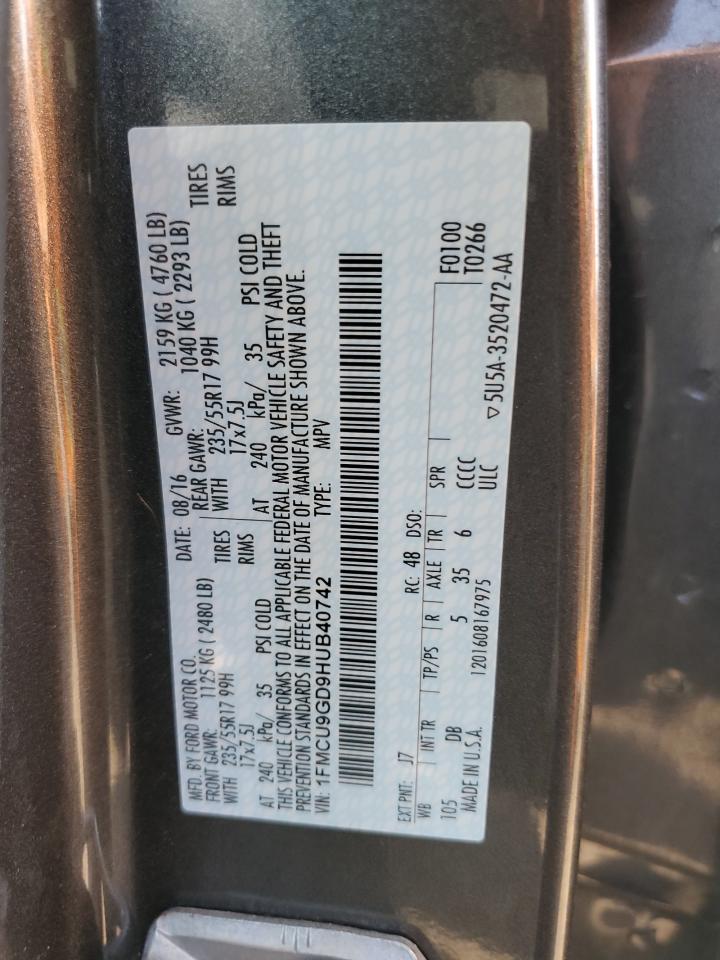 MFD. BY FORD MOTOR CO. DATE: 08/16 GVWR: 2159 KG ( 4760 LB)
FRONT GAWR: 1125 KG ( 2480 LB) REAR GAWR: 1040 KG ( 2293 LB)
WITH 235/55R17 99H TIRES WITH 235/55R17 99H TIRES
17x7.5J RIMS 17x7.5J RIMS
AT 240 kPa/ 35 PSI COLD AT 240 kPa/ 35 PSI COLD
THIS VEHICLE CONFORMS TO ALL APPLICABLE FEDERAL MOTOR VEHICLE SAFETY AND THEFT
PREVENTION STANDARDS IN EFFECT ON THE DATE OF MANUFACTURE SHOWN ABOVE.
VIN: 1FMCU9GD9HUB40742 TYPE: MPV
EXT PNT: J7 RC: 48 DSO: F0100
WB INT TR TP/PS R AXLE TR SPR T0266
105 DB 5 35 6 CCCC
MADE IN U.S.A. 1201608167975 ULC ▽5U5A-3520472-AA